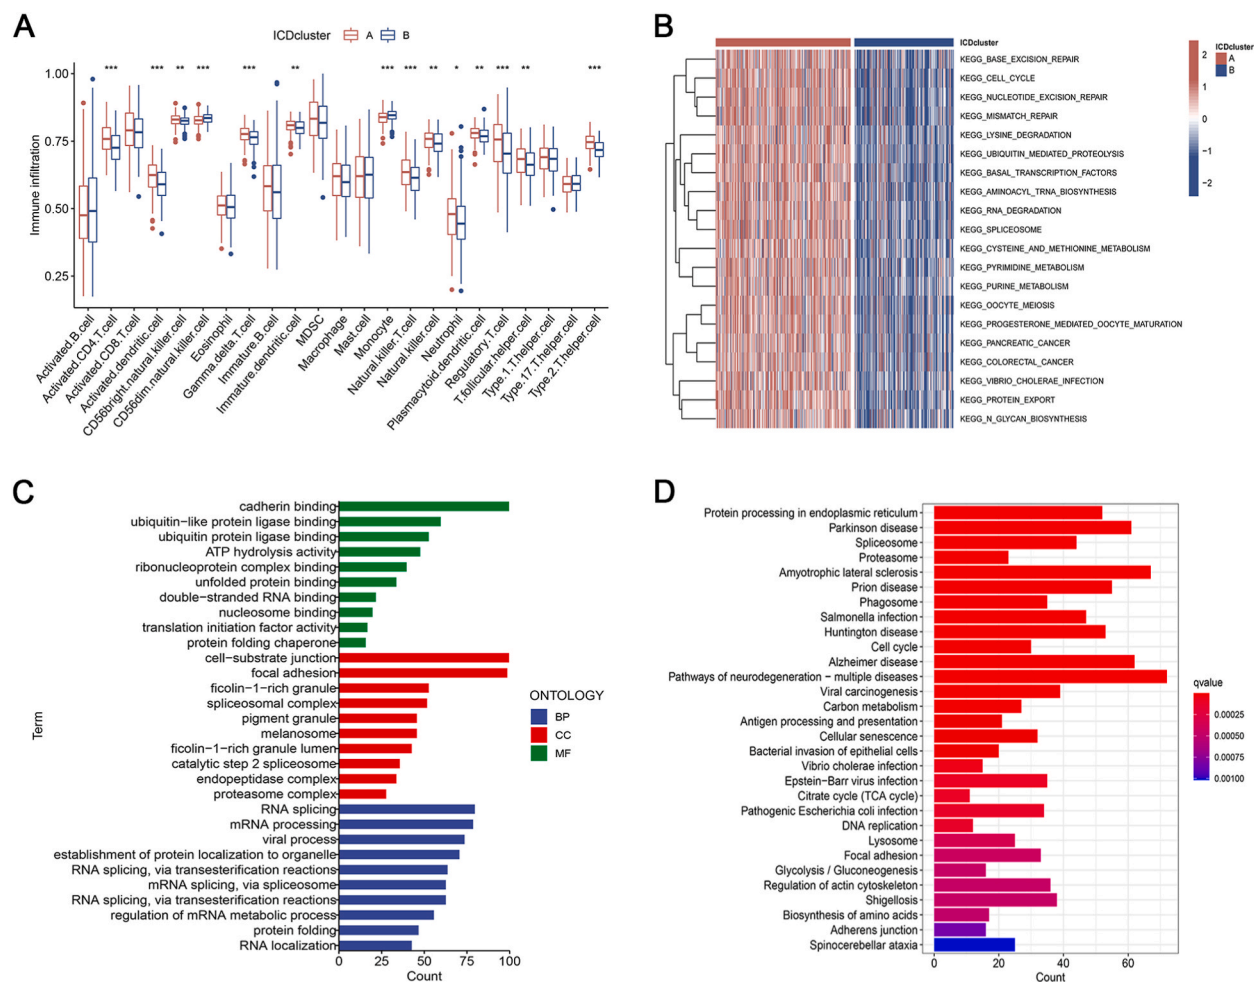 A
ICDcluster A B
*** *** ** *** *** ** *** *** ** * ** *** ** ***
Immune infiltration
1.00
0.75
0.50
0.25
Activated.B.cell
Activated.CD4.T.cell
Activated.CD8.T.cell
Activated.dendritic.cell
CD56bright.natural.killer.cell
CD56dim.natural.killer.cell
Eosinophil
Gamma.delta.T.cell
Immature.B.cell
Immature.dendritic.cell
MDSC
Macrophage
Mast.cell
Monocyte
Natural.killer.T.cell
Natural.killer.cell
Neutrophil
Plasmacytoid.dendritic.cell
Regulatory.T.cell
T.follicular.helper.cell
Type.1.T.helper.cell
Type.17.T.helper.cell
Type.2.T.helper.cell
B
ICDcluster
KEGG_BASE_EXCISION_REPAIR
KEGG_CELL_CYCLE
KEGG_NUCLEOTIDE_EXCISION_REPAIR
KEGG_MISMATCH_REPAIR
KEGG_LYSINE_DEGRADATION
KEGG_UBIQUITIN_MEDIATED_PROTEOLYSIS
KEGG_BASAL_TRANSCRIPTION_FACTORS
KEGG_AMINOACYL_TRNA_BIOSYNTHESIS
KEGG_RNA_DEGRADATION
KEGG_SPLICEOSOME
KEGG_CYSTEINE_AND_METHIONINE_METABOLISM
KEGG_PYRIMIDINE_METABOLISM
KEGG_PURINE_METABOLISM
KEGG_OOCYTE_MEIOSIS
KEGG_PROGESTERONE_MEDIATED_OOCYTE_MATURATION
KEGG_PANCREATIC_CANCER
KEGG_COLORECTAL_CANCER
KEGG_VIBRIO_CHOLERAE_INFECTION
KEGG_PROTEIN_EXPORT
KEGG_N_GLYCAN_BIOSYNTHESIS
2
1
0
−1
−2
ICDcluster
A
B
C
Term
cadherin binding
ubiquitin−like protein ligase binding
ubiquitin protein ligase binding
ATP hydrolysis activity
ribonucleoprotein complex binding
unfolded protein binding
double−stranded RNA binding
nucleosome binding
translation initiation factor activity
protein folding chaperone
cell−substrate junction
focal adhesion
ficolin−1−rich granule
spliceosomal complex
pigment granule
melanosome
ficolin−1−rich granule lumen
catalytic step 2 spliceosome
endopeptidase complex
proteasome complex
RNA splicing
mRNA processing
viral process
establishment of protein localization to organelle
RNA splicing, via transesterification reactions
mRNA splicing, via spliceosome
RNA splicing, via transesterification reactions
regulation of mRNA metabolic process
protein folding
RNA localization
0 25 50 75 100
Count
ONTOLOGY
BP
CC
MF
D
Protein processing in endoplasmic reticulum
Parkinson disease
Spliceosome
Proteasome
Amyotrophic lateral sclerosis
Prion disease
Phagosome
Salmonella infection
Huntington disease
Cell cycle
Alzheimer disease
Pathways of neurodegeneration − multiple diseases
Viral carcinogenesis
Carbon metabolism
Antigen processing and presentation
Cellular senescence
Bacterial invasion of epithelial cells
Vibrio cholerae infection
Epstein−Barr virus infection
Citrate cycle (TCA cycle)
Pathogenic Escherichia coli infection
DNA replication
Lysosome
Focal adhesion
Glycolysis / Gluconeogenesis
Regulation of actin cytoskeleton
Shigellosis
Biosynthesis of amino acids
Adherens junction
Spinocerebellar ataxia
0 20 40 60
Count
qvalue
0.00025
0.00050
0.00075
0.00100